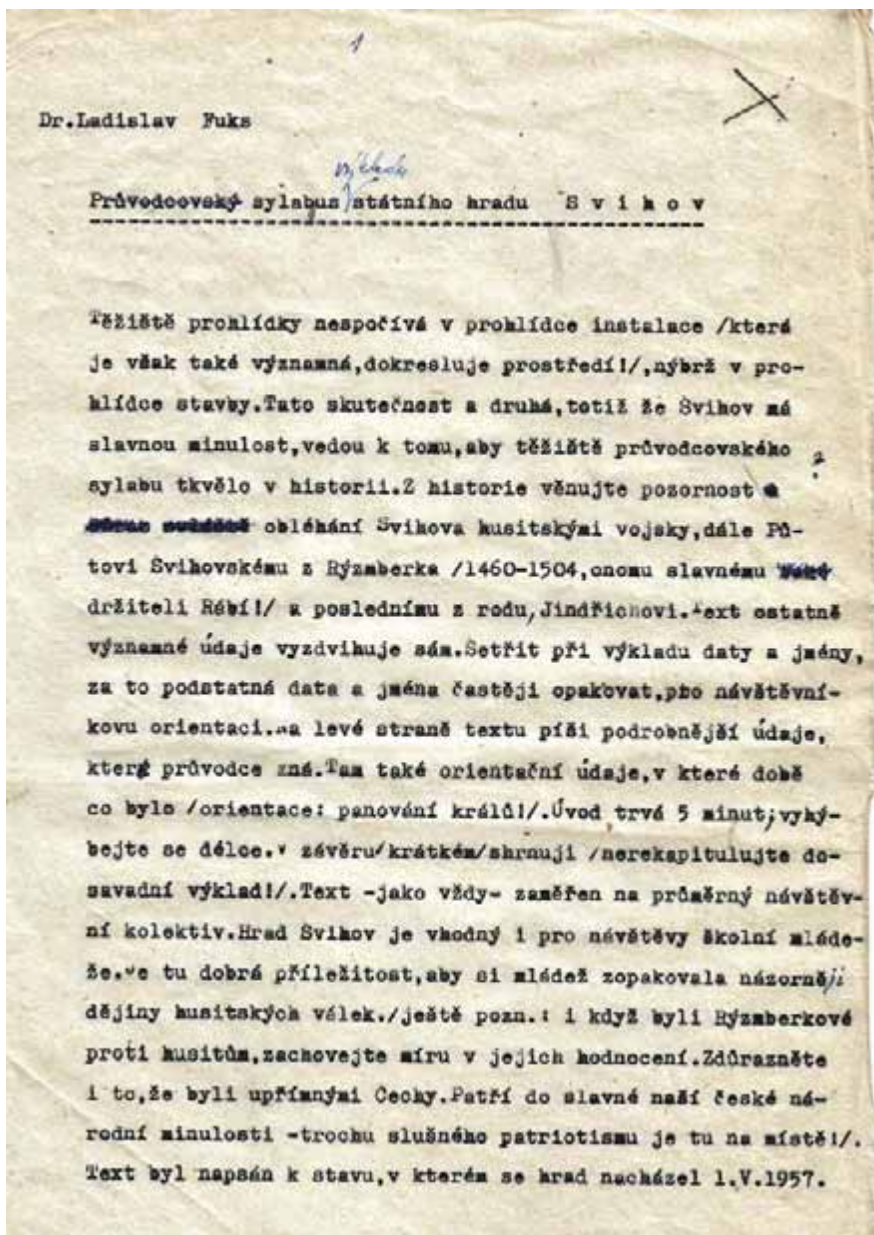 1
Dr.Ladislav Fuks
výklad
Průvodcovský sylabus státního hradu S v i h o v
Těžiště prohlídky nespočívá v prohlídce instalace /která
je však také významná,dokresluje prostředí!/,nýbrž v pro-
hlídce stavby.Tato skutečnost a druhá,totiž že Švihov má
slavnou minulost,vedou k tomu,aby těžiště průvodcovského
sylabu tkvělo v historii.Z historie věnujte pozornost
obléhání Švihova husitskými vojsky,dále Pů-
tovi Švihovskému z Rýzmberka /1460-1504,onomu slavnému
držiteli Rábí!/ a poslednímu z rodu,Jindřichovi.Text ostatně
významné údaje vyzdvihuje sám.Šetřit při výkladu daty a jmény,
za to podstatná data a jména častěji opakovat,pro návštěvní-
kovu orientaci.Na levé straně textu píši podrobnější údaje,
které průvodce zná.Tam také orientační údaje,v které době
co bylo /orientace: panování králů!/.Úvod trvá 5 minut;vyhý-
bejte se délce.V závěru/krátkém/shrnuji /nerekapitulujte do-
savadní výklad!/.Text -jako vždy- zaměřen na průměrný návštěv-
ní kolektiv.Hrad Švihov je vhodný i pro návštěvy školní mláde-
že.Je tu dobrá příležitost,aby si mládež zopakovala názorněji
dějiny husitských válek./ještě pozn.: i když byli Rýzmberkové
proti husitům,zachovejte míru v jejich hodnocení.Zdůrazněte
i to,že byli upřímnými Čechy.Patří do slavné naší české ná-
rodní minulosti -trochu slušného patriotismu je tu na místě!/.
Text byl napsán k stavu,v kterém se hrad nacházel 1.V.1957.